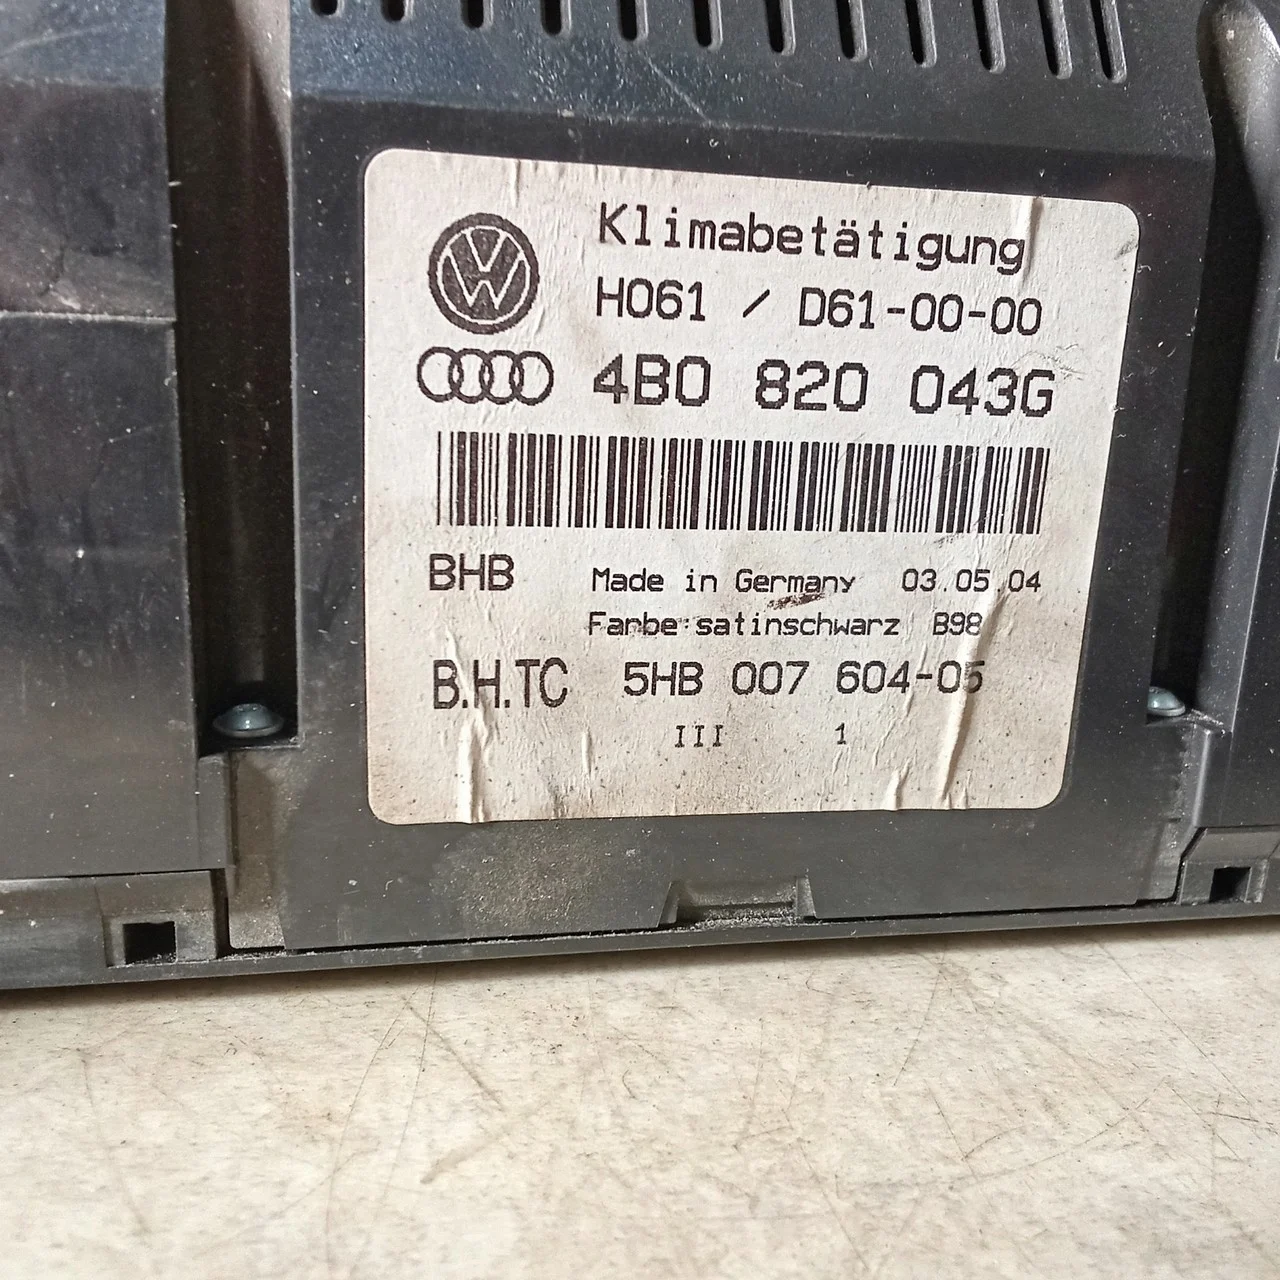 Klimabetätigung
H061 / D61-00-00
4B0 820 043G
BHB Made in Germany 03.05.04
Farbe:satinschwarz B98
B.H.TC 5HB 007 604-05
III 1